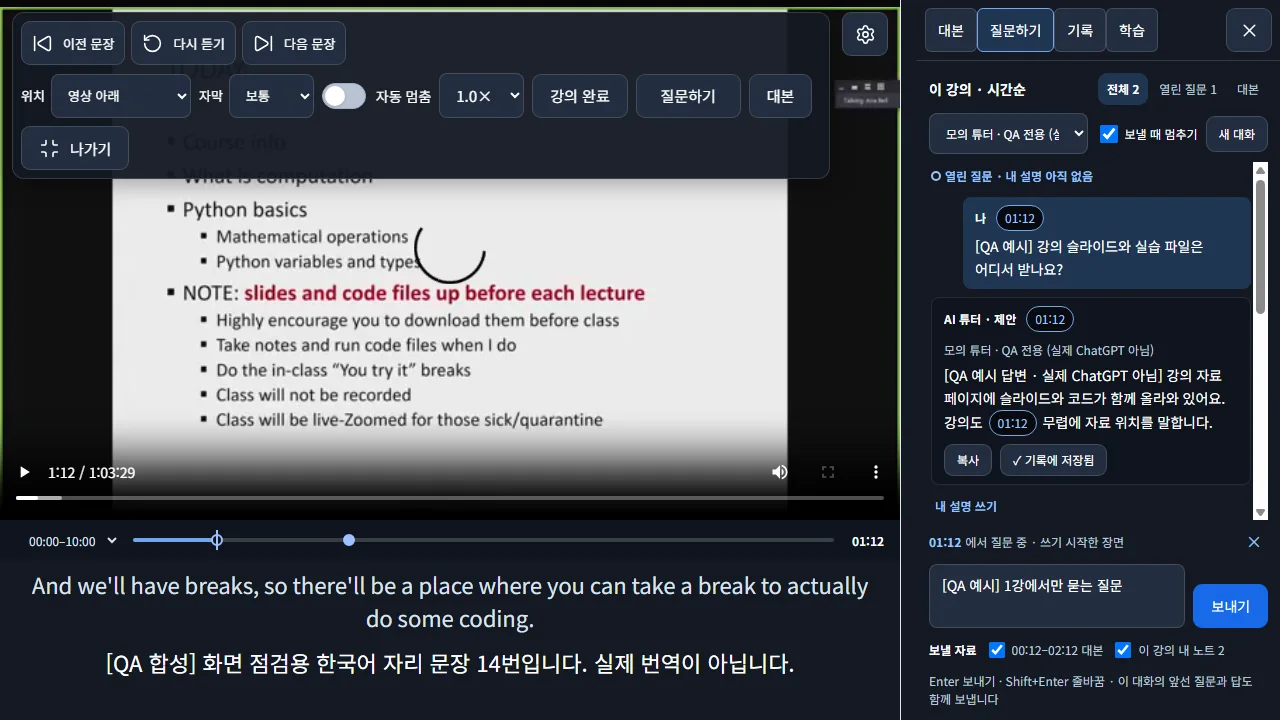 이전 문장 다시 듣기 다음 문장
위치 영상 아래 자막 보통 자동 멈춤 1.0× 강의 완료 질문하기 대본
나가기
Course info
What is computation
Python basics
Mathematical operations
Python variables and types
NOTE: slides and code files up before each lecture
Highly encourage you to download them before class
Take notes and run code files when I do
Do the in-class “You try it” breaks
Class will not be recorded
Class will be live-Zoomed for those sick/quarantine
1:12 / 1:03:29
00:00–10:00 01:12
And we'll have breaks, so there'll be a place where you can take a break to actually
do some coding.
[QA 합성] 화면 점검용 한국어 자리 문장 14번입니다. 실제 번역이 아닙니다.
대본 질문하기 기록 학습
이 강의 · 시간순 전체 2 열린 질문 1 대본
모의 튜터 · QA 전용 보낼 때 멈추기 새 대화
열린 질문 · 내 설명 아직 없음
나 01:12
[QA 예시] 강의 슬라이드와 실습 파일은
어디서 받나요?
AI 튜터 · 제안 01:12
모의 튜터 · QA 전용 (실제 ChatGPT 아님)
[QA 예시 답변 · 실제 ChatGPT 아님] 강의 자료
페이지에 슬라이드와 코드가 함께 올라와 있어요.
강의도 01:12 무렵에 자료 위치를 말합니다.
복사 ✓ 기록에 저장됨
내 설명 쓰기
01:12 에서 질문 중 · 쓰기 시작한 장면
[QA 예시] 1강에서만 묻는 질문
보내기
보낼 자료 00:12–02:12 대본 이 강의 내 노트 2
Enter 보내기 · Shift+Enter 줄바꿈 · 이 대화의 앞선 질문과 답도
함께 보냅니다